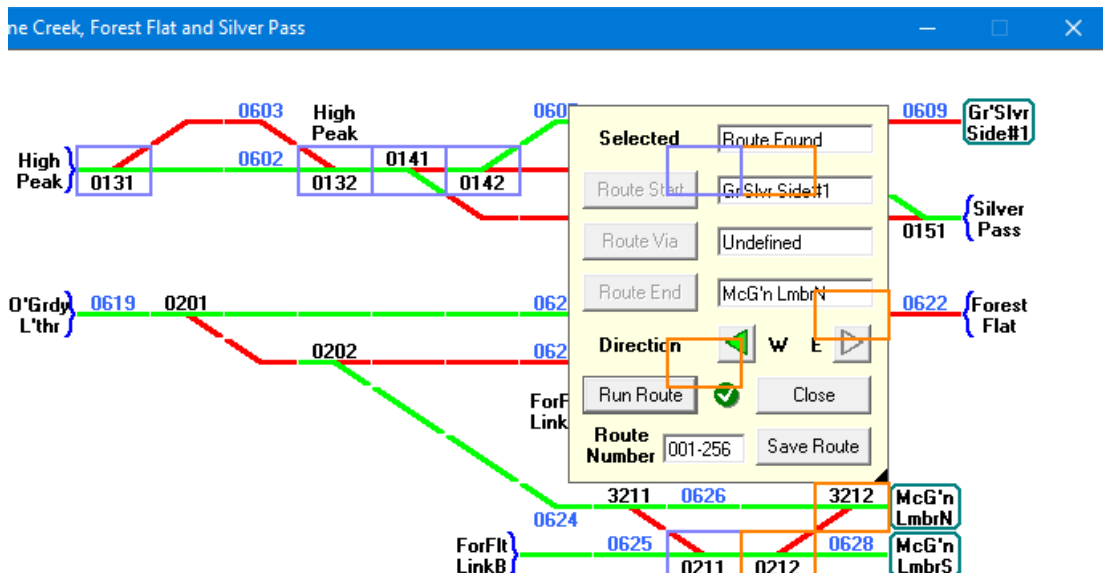 ne Creek, Forest Flat and Silver Pass
0603 High Peak 0609 Gr'Slvr Side#1
Selected Route Found
High Peak 0602 0141
0131 0132 0142
Route Start GrSlvr Side#1
Silver Pass
0151
Route Via Undefined
Route End McG'n LmbrN
O'Grdy L'thr 0619 0201 0622 Forest Flat
Direction W E
0202
Run Route Close
Route Number 001-256 Save Route
3211 0626 3212 McG'n LmbrN
0624
ForFlt LinkB 0625 0628 McG'n LmbrS
0211 0212